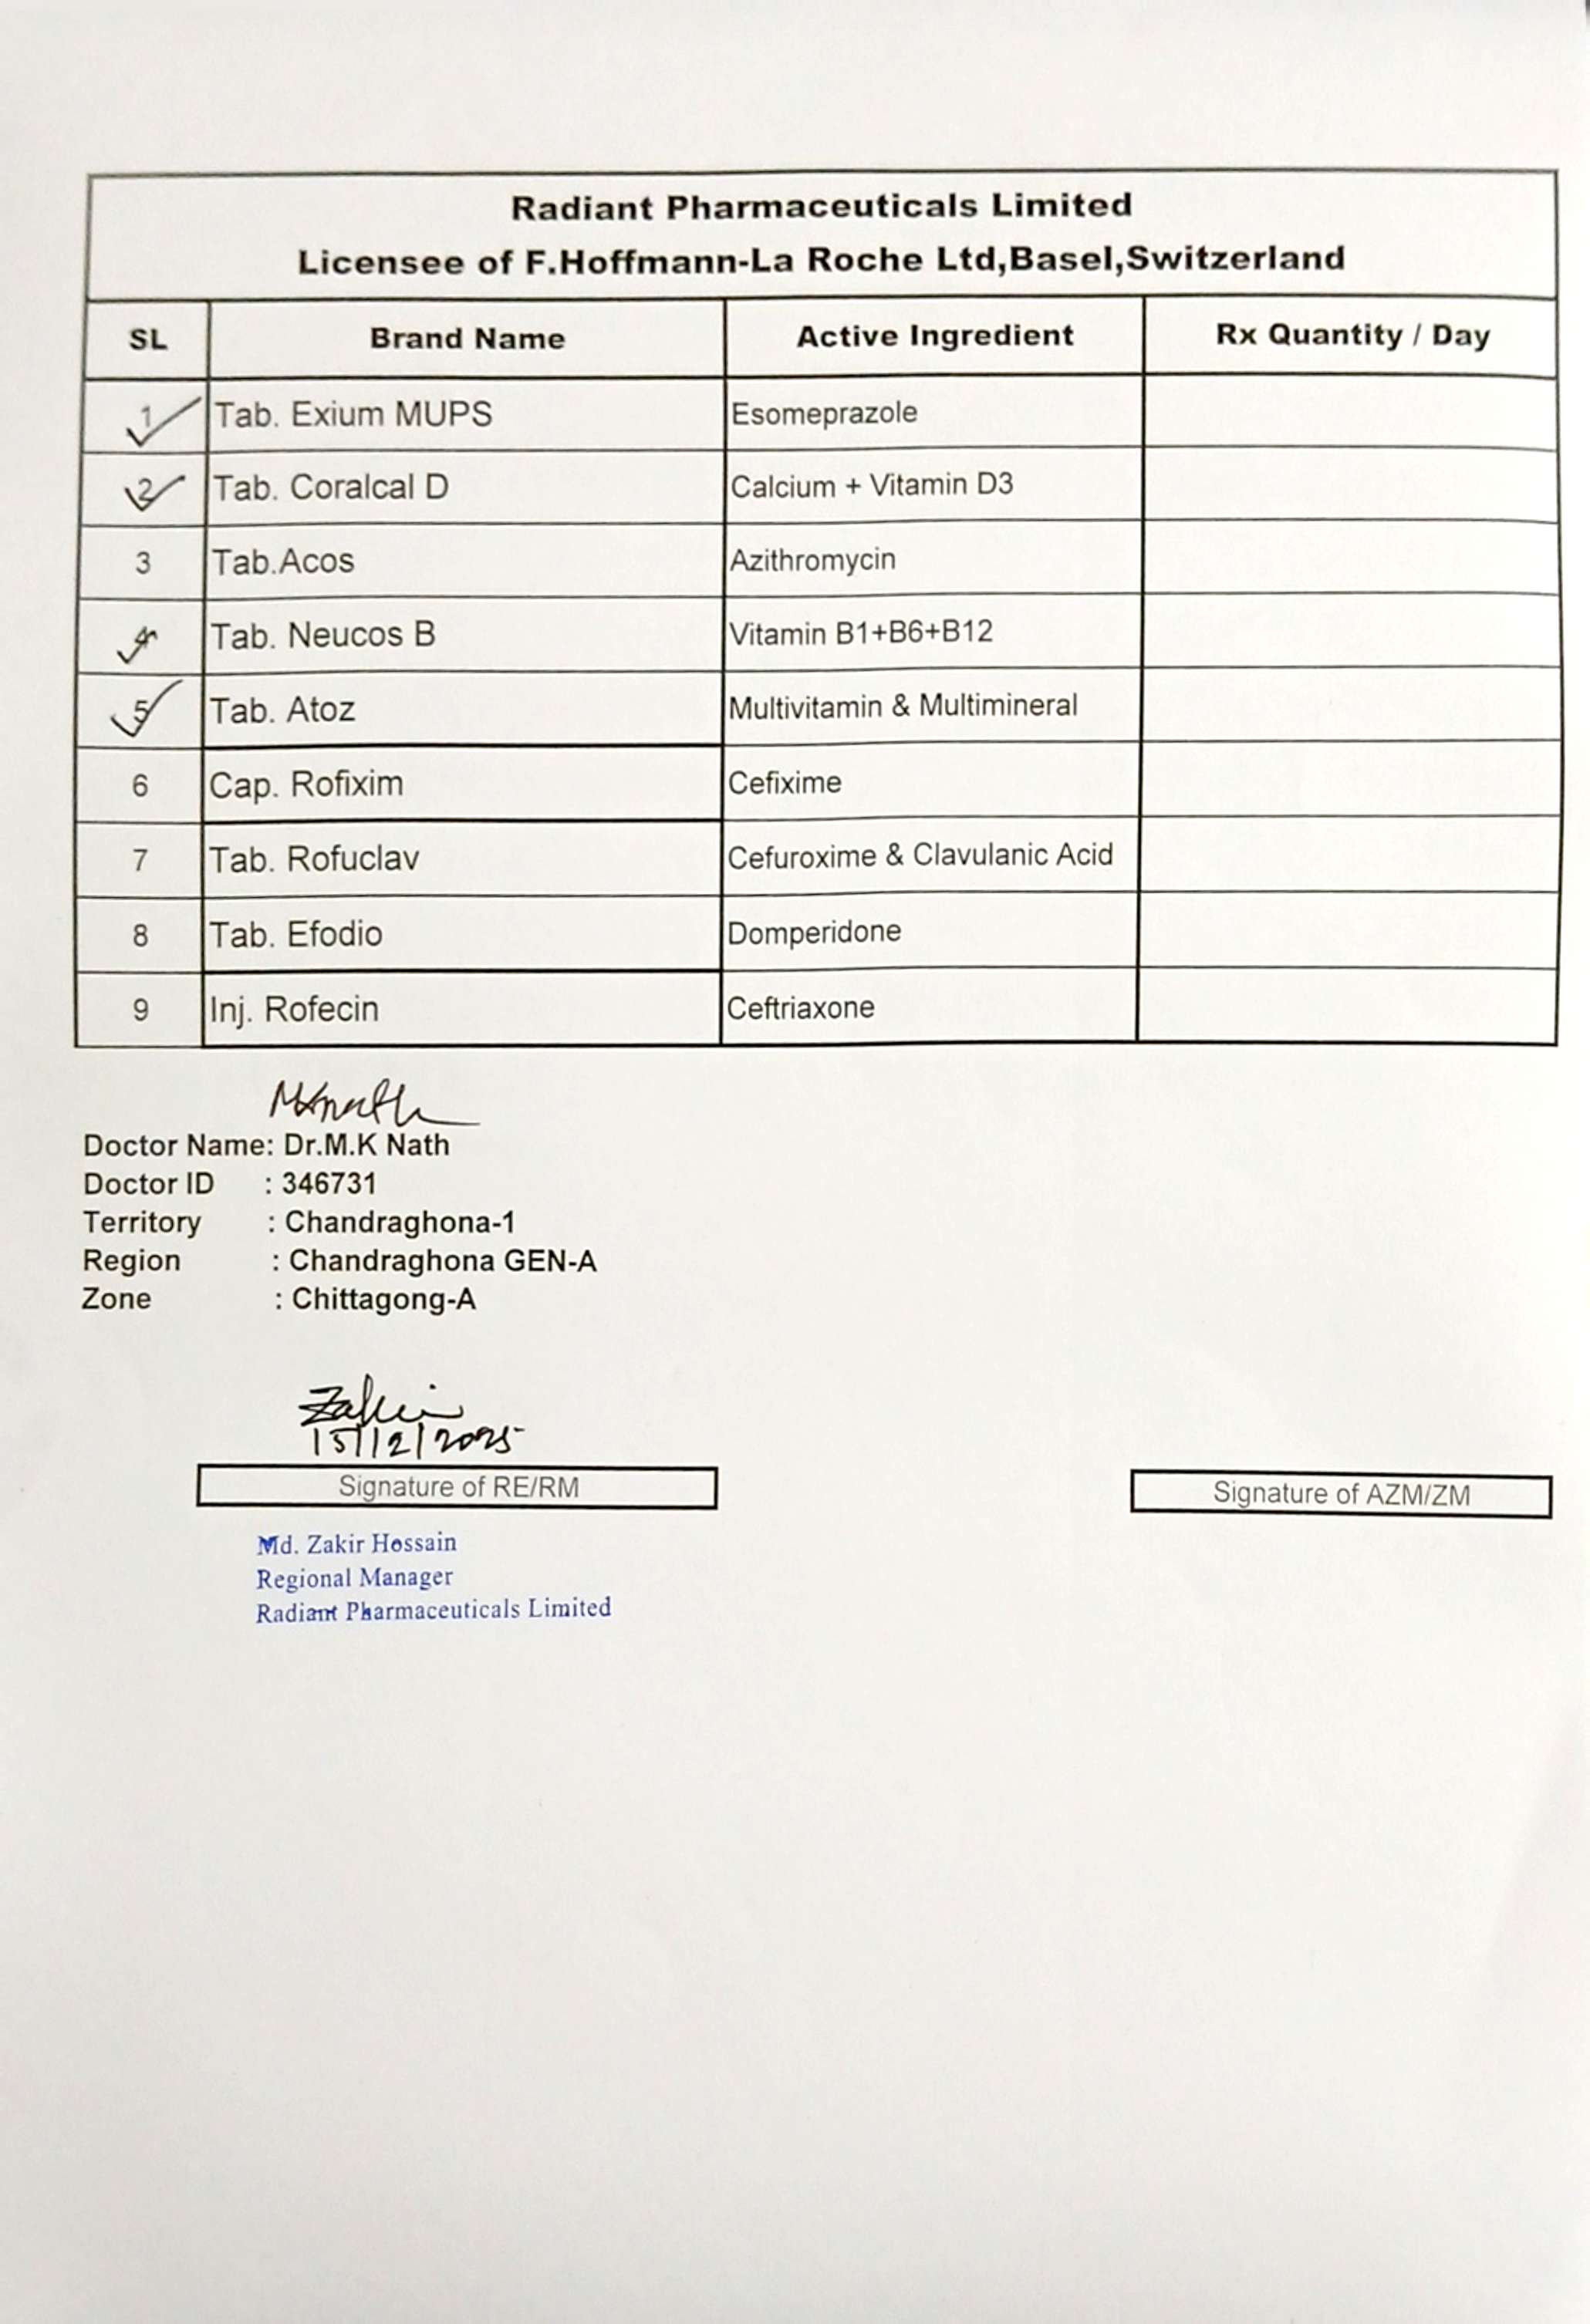 Radiant Pharmaceuticals Limited
Licensee of F.Hoffmann-La Roche Ltd,Basel,Switzerland
SL Brand Name Active Ingredient Rx Quantity / Day
1 Tab. Exium MUPS Esomeprazole
2 Tab. Coralcal D Calcium + Vitamin D3
3 Tab.Acos Azithromycin
4 Tab. Neucos B Vitamin B1+B6+B12
5 Tab. Atoz Multivitamin & Multimineral
6 Cap. Rofixim Cefixime
7 Tab. Rofuclav Cefuroxime & Clavulanic Acid
8 Tab. Efodio Domperidone
9 Inj. Rofecin Ceftriaxone
MKnath
Doctor Name: Dr.M.K Nath
Doctor ID : 346731
Territory : Chandraghona-1
Region : Chandraghona GEN-A
Zone : Chittagong-A
Zakir
15/12/2025
Signature of RE/RM Signature of AZM/ZM
Md. Zakir Hossain
Regional Manager
Radiant Pharmaceuticals Limited